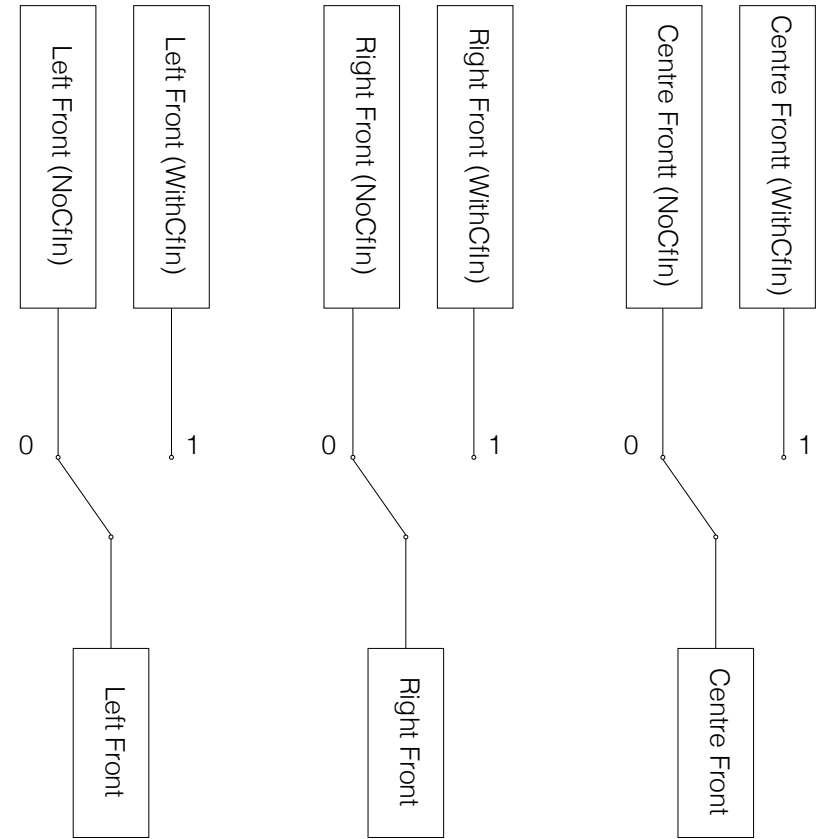 Left Front (NoCfIn)
Left Front (WithCfIn)
Right Front (NoCfIn)
Right Front (WithCfIn)
Centre Frontt (NoCfIn)
Centre Frontt (WithCfIn)
0
1
0
1
0
1
Left Front
Right Front
Centre Front